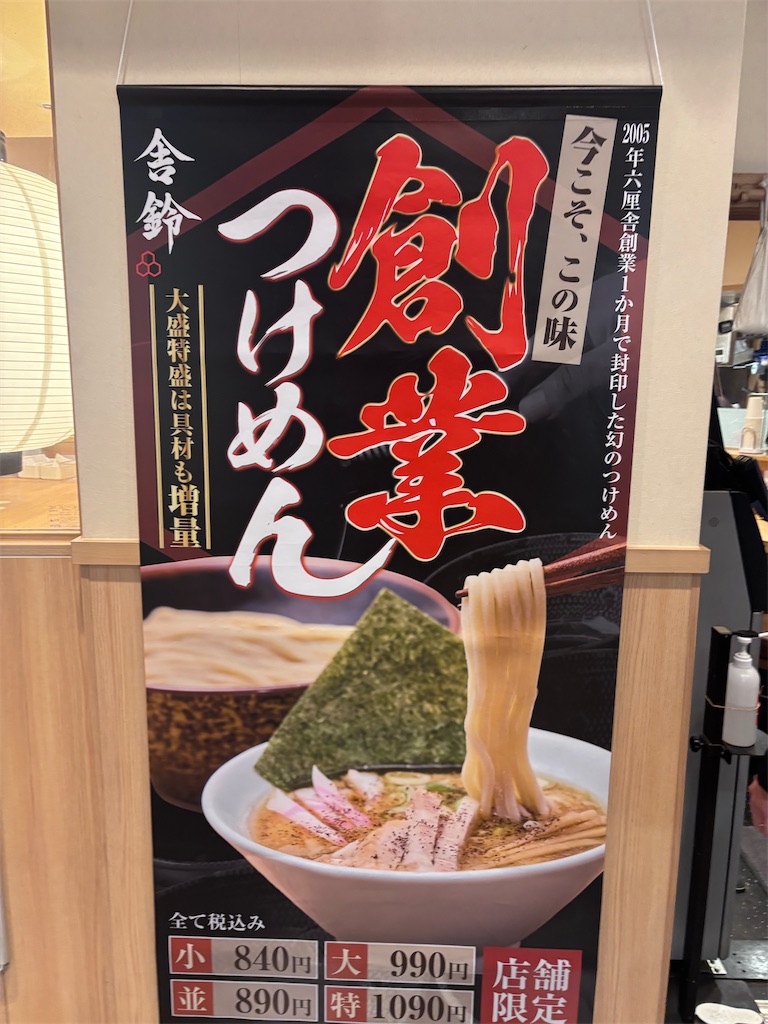 2005年六厘舎創業1か月で封印した幻のつけめん
今こそ、この味
創業
つけめん
舎鈴
大盛特盛は具材も増量
全て税込み
小 840円
大 990円
並 890円
特 1090円
店舗
限定